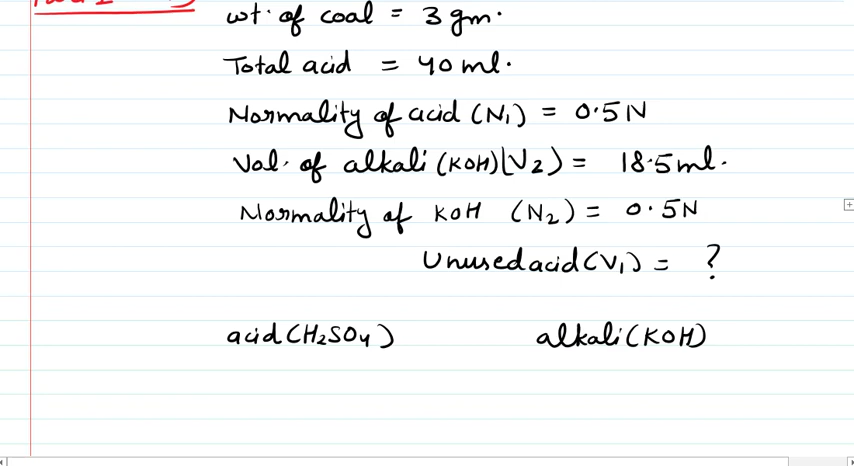 wt. of coal = 3 gm.
Total acid = 40 ml.
Normality of acid (N₁) = 0.5 N
Vol. of alkali (KOH) (V₂) = 18.5 ml.
Normality of KOH (N₂) = 0.5 N
Unused acid (V₁) = ?
acid (H₂SO₄) alkali (KOH)